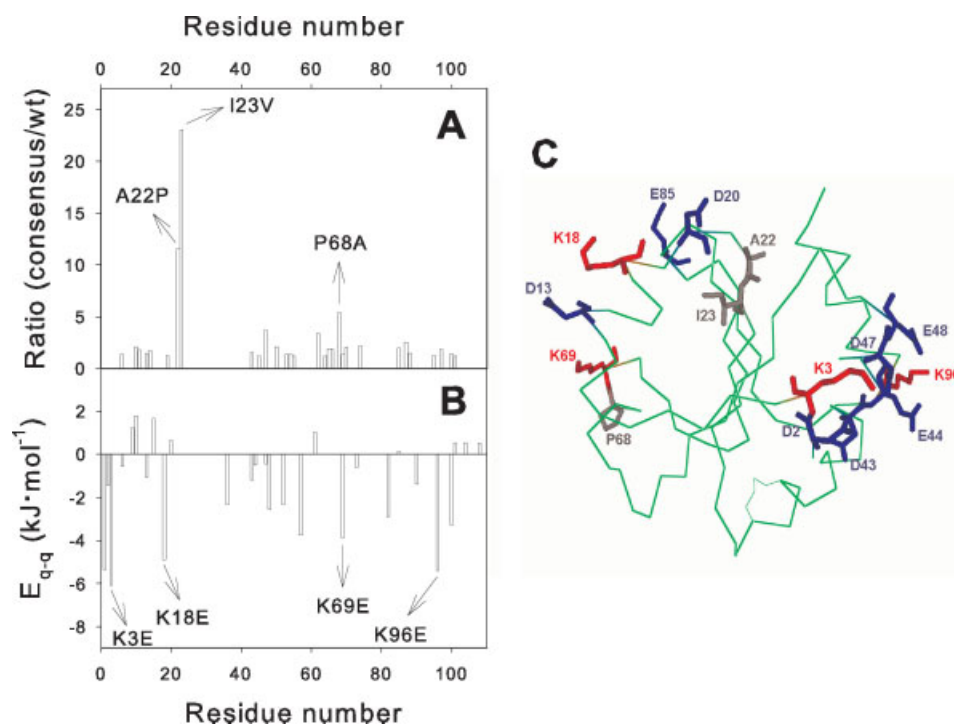 Residue number
0 20 40 60 80 100
Ratio (consensus/wt)
25
20
15
10
5
0
A
I23V
A22P
P68A
E_q-q (kJ·mol⁻¹)
2
0
-2
-4
-6
-8
B
K3E
K18E
K69E
K96E
0 20 40 60 80 100
Residue number
C
E85
D20
K18
A22
D13
I23
E48
D47
K69
K3
K96
P68
D2
E44
D43